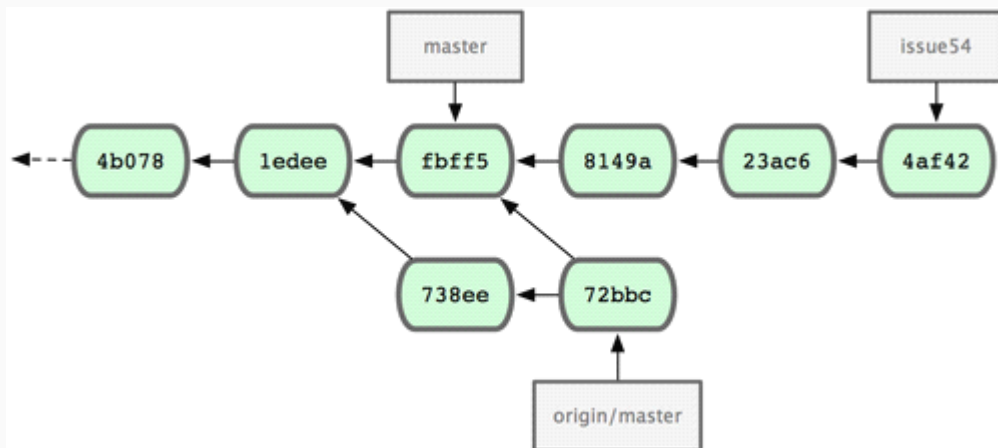 master
issue54
4b078
1edee
fbff5
8149a
23ac6
4af42
738ee
72bbc
origin/master